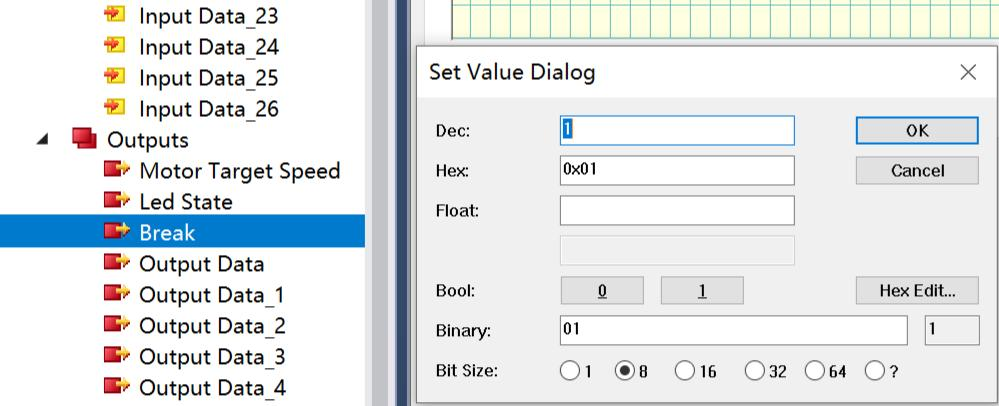 Input Data_23
Input Data_24
Input Data_25
Input Data_26
Outputs
Motor Target Speed
Led State
Break
Output Data
Output Data_1
Output Data_2
Output Data_3
Output Data_4
Set Value Dialog
Dec: 1 OK
Hex: 0x01 Cancel
Float:
Bool: 0 1 Hex Edit...
Binary: 01 1
Bit Size: 1 8 16 32 64 ?